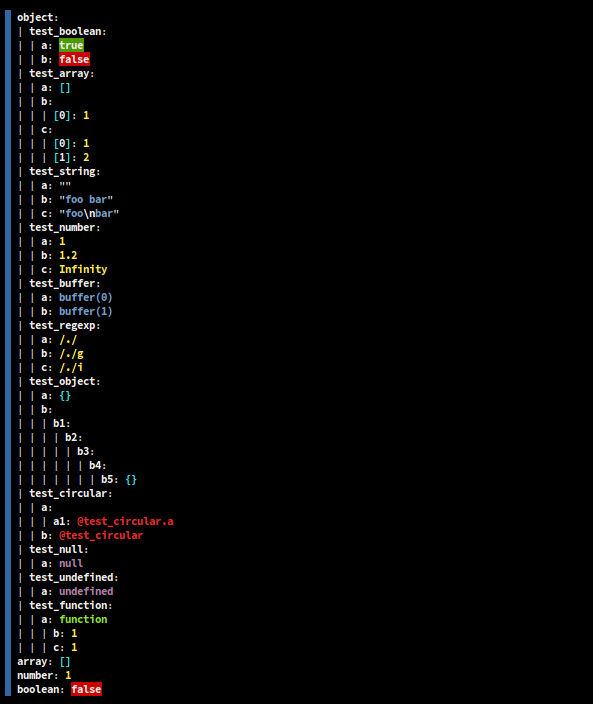 object:
| test_boolean:
| | a: true
| | b: false
| test_array:
| | a: []
| | b:
| | | [0]: 1
| | c:
| | | [0]: 1
| | | [1]: 2
| test_string:
| | a: ""
| | b: "foo bar"
| | c: "foo\nbar"
| test_number:
| | a: 1
| | b: 1.2
| | c: Infinity
| test_buffer:
| | a: buffer(0)
| | b: buffer(1)
| test_regexp:
| | a: /./
| | b: /./g
| | c: /./i
| test_object:
| | a: {}
| | b:
| | | b1:
| | | | b2:
| | | | | b3:
| | | | | | b4:
| | | | | | | b5: {}
| test_circular:
| | a:
| | | a1: @test_circular.a
| | b: @test_circular
| test_null:
| | a: null
| test_undefined:
| | a: undefined
| test_function:
| | a: function
| | | b: 1
| | | c: 1
array: []
number: 1
boolean: false